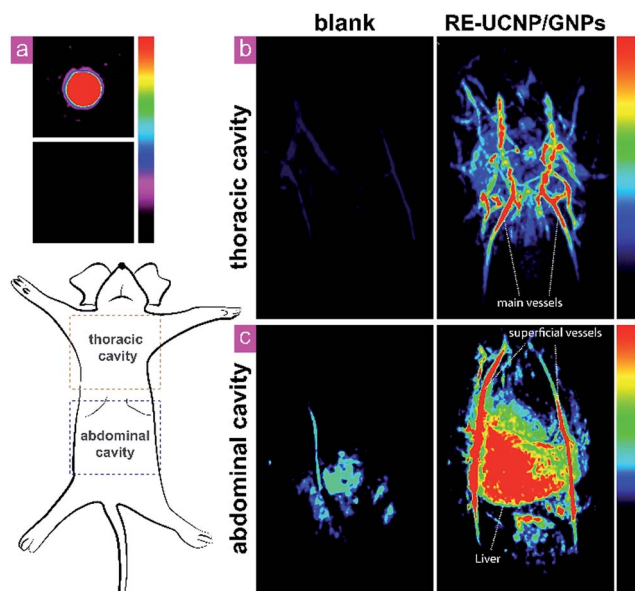 blank
RE-UCNP/GNPs
a
b
thoracic cavity
main vessels
thoracic
cavity
abdominal
cavity
c
abdominal cavity
superficial vessels
Liver